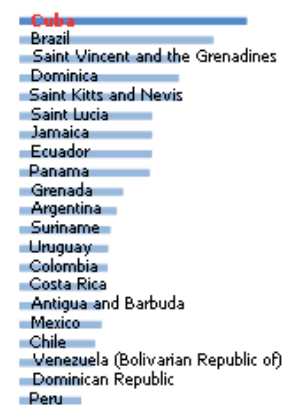 Cuba
Brazil
Saint Vincent and the Grenadines
Dominica
Saint Kitts and Nevis
Saint Lucia
Jamaica
Ecuador
Panama
Grenada
Argentina
Suriname
Uruguay
Colombia
Costa Rica
Antigua and Barbuda
Mexico
Chile
Venezuela (Bolivarian Republic of)
Dominican Republic
Peru